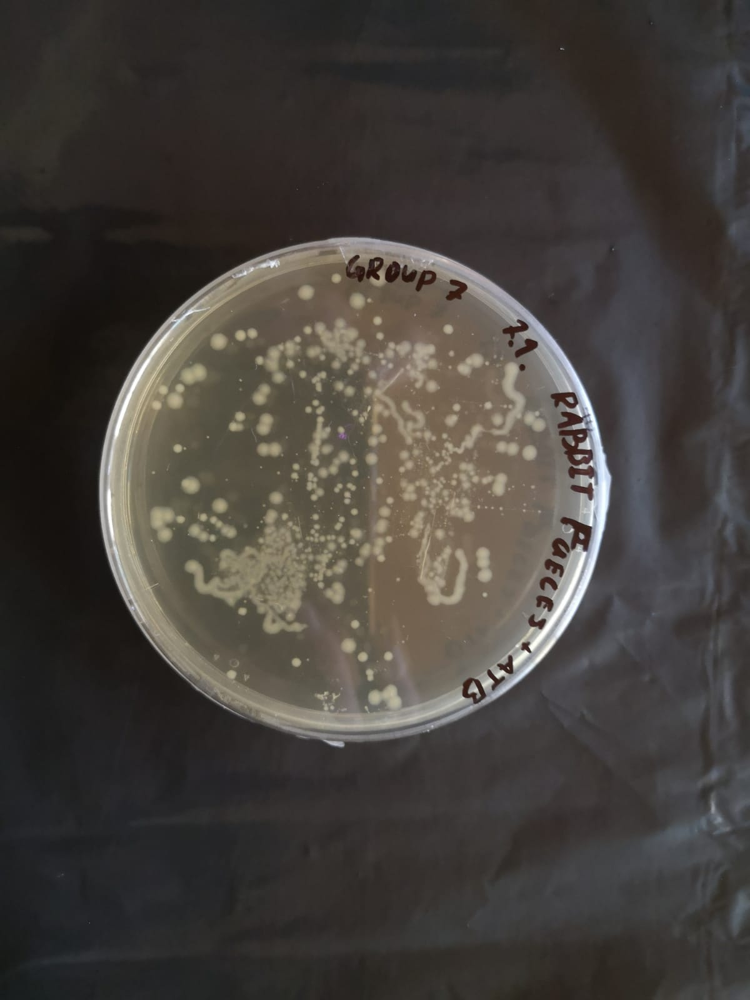 GROUP 7
7.1.
RABBIT FaECES + ATB